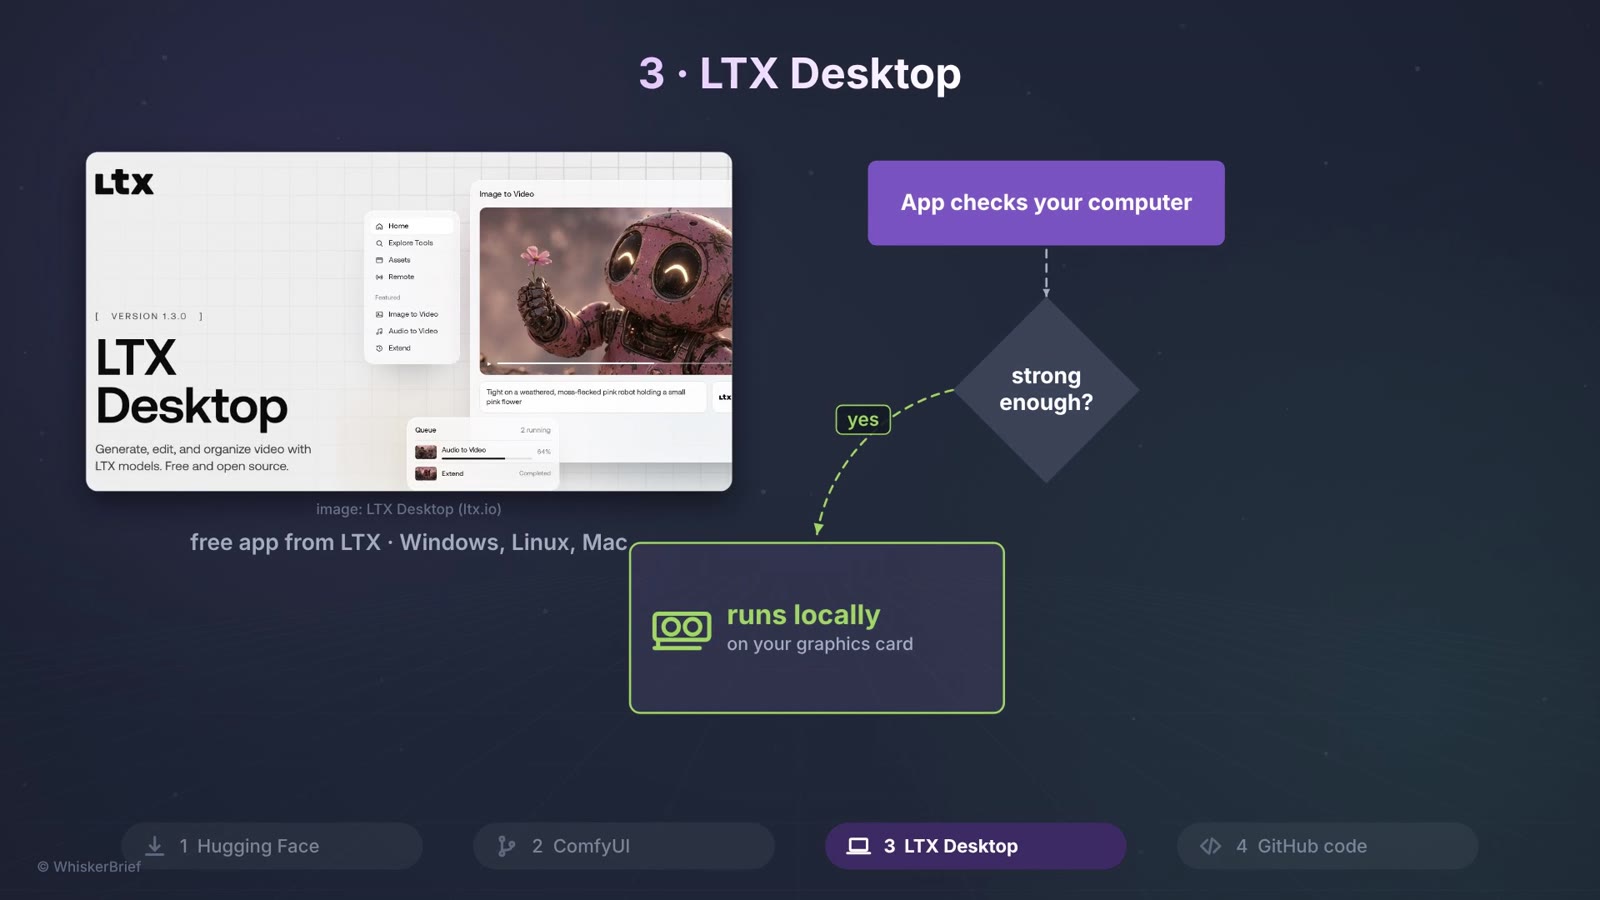 3 · LTX Desktop
Ltx
[ VERSION 1.3.0 ]
LTX
Desktop
Generate, edit, and organize video with
LTX models. Free and open source.
Home
Explore Tools
Assets
Remote
Featured
Image to Video
Audio to Video
Extend
Image to Video
Tight on a weathered, moss-flecked pink robot holding a small
pink flower
Ltx
Queue 2 running
Audio to Video 64%
Extend Completed
image: LTX Desktop (ltx.io)
free app from LTX · Windows, Linux, Mac
App checks your computer
strong
enough?
yes
runs locally
on your graphics card
1 Hugging Face
2 ComfyUI
3 LTX Desktop
4 GitHub code
© WhiskerBrief